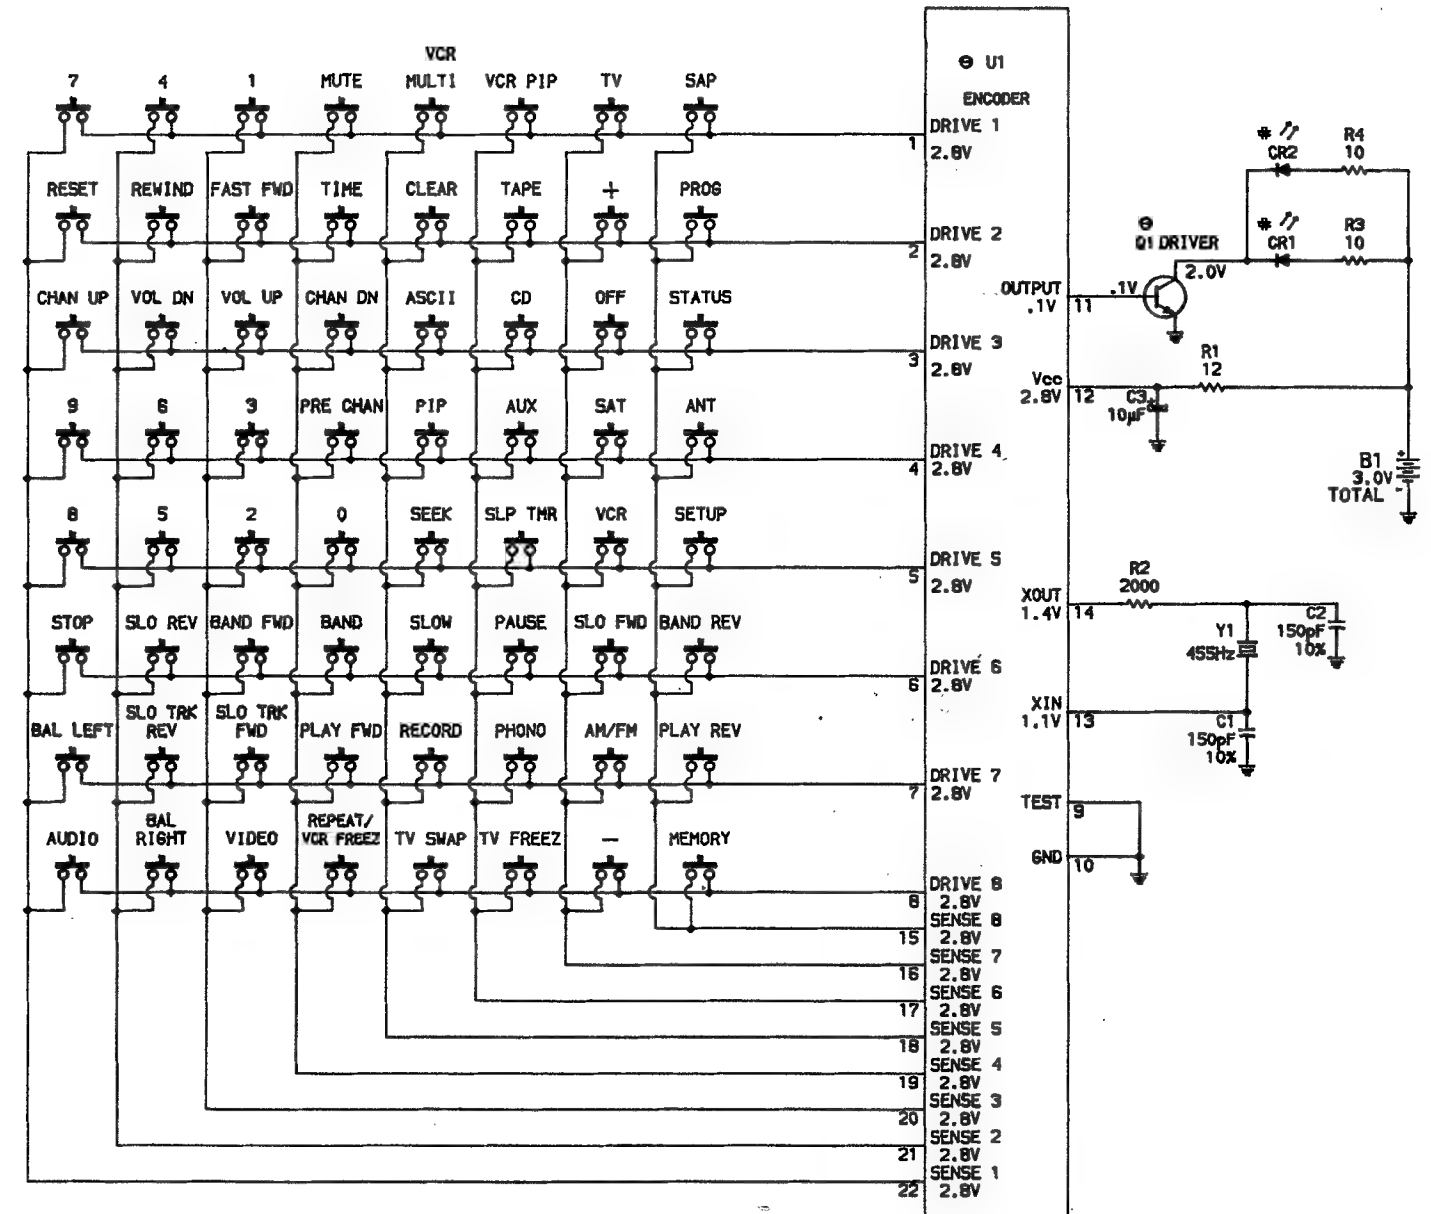 VCR
7 4 1 MUTE MULTI VCR PIP TV SAP
RESET REWIND FAST FWD TIME CLEAR TAPE + PROG
CHAN UP VOL DN VOL UP CHAN DN ASCII CD OFF STATUS
9 6 3 PRE CHAN PIP AUX SAT ANT
8 5 2 0 SEEK SLP TMR VCR SETUP
STOP SLO REV BAND FWD BAND SLOW PAUSE SLO FWD BAND REV
SLO TRK SLO TRK
BAL LEFT REV FWD PLAY FWD RECORD PHONO AM/FM PLAY REV
BAL REPEAT/
AUDIO RIGHT VIDEO VCR FREEZ TV SWAP TV FREEZ - MEMORY
U1
ENCODER
DRIVE 1
1 2.8V
DRIVE 2
2 2.8V
DRIVE 3
3 2.8V
DRIVE 4
4 2.8V
DRIVE 5
5 2.8V
DRIVE 6
6 2.8V
DRIVE 7
7 2.8V
DRIVE 8
8 2.8V
SENSE 8
15 2.8V
SENSE 7
16 2.8V
SENSE 6
17 2.8V
SENSE 5
18 2.8V
SENSE 4
19 2.8V
SENSE 3
20 2.8V
SENSE 2
21 2.8V
SENSE 1
22 2.8V
* R4
CR2 10
* R3
CR1 10
Q1 DRIVER
2.0V
OUTPUT .1V
.1V 11
R1
12
Vcc
2.8V 12
C3 +
10µF
B1 +
3.0V
TOTAL -
R2
2000
XOUT
1.4V 14
Y1
455Hz
C2
150pF
10%
XIN
1.1V 13
C1
150pF
10%
TEST
9
GND
10